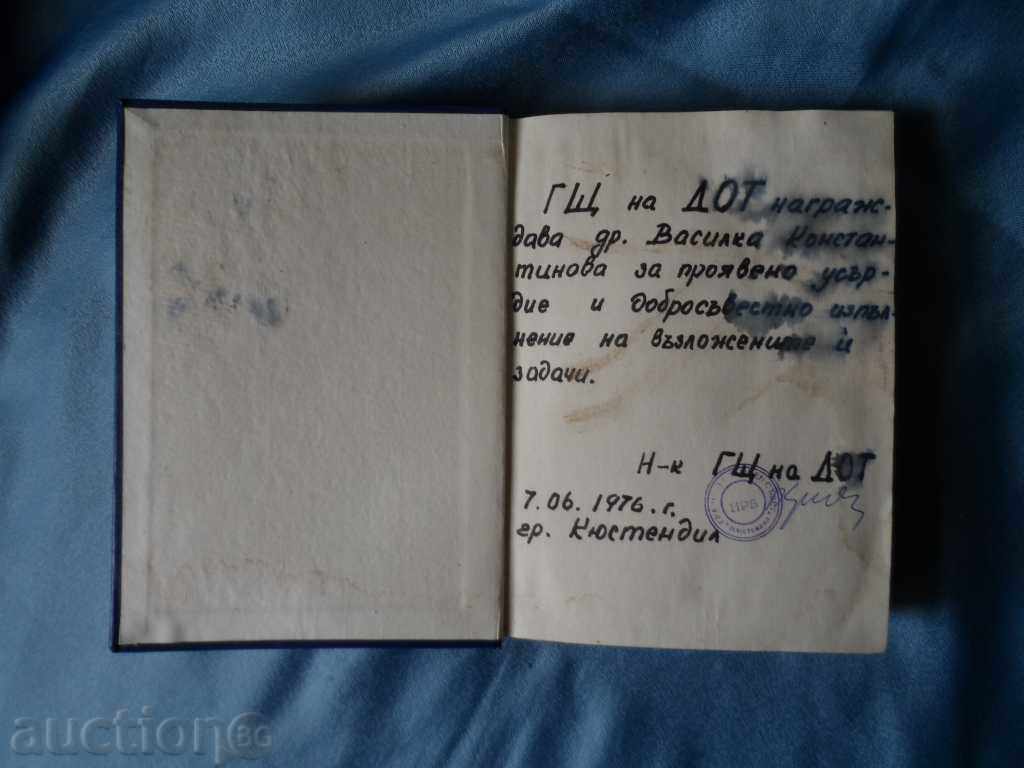 ГЩ на ДОТ награж-
дава др. Василка Констан-
тинова за проявено усър-
дие и добросъвестно изпъл-
нение на възложените ѝ
задачи.
Н-к ГЩ на ДОТ
7.06.1976.г.
гр. Кюстендил
НРБ
auction BG